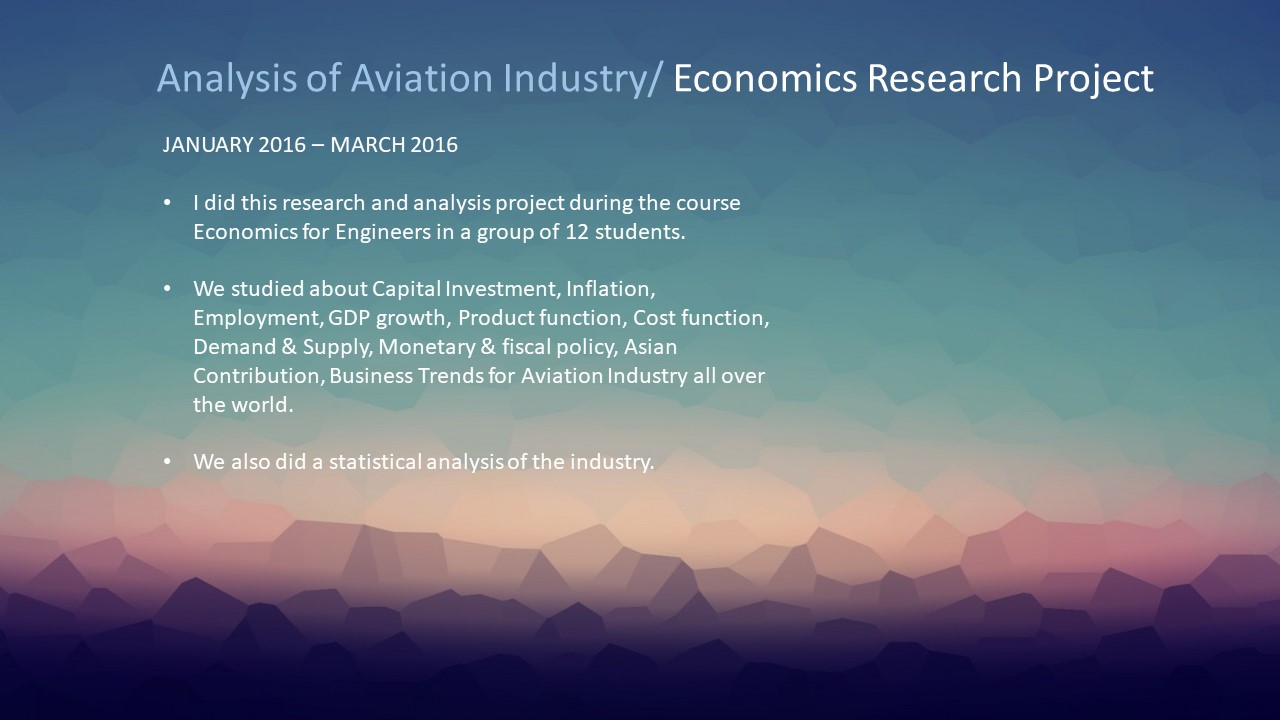 Analysis of Aviation Industry/ Economics Research Project
JANUARY 2016 – MARCH 2016
• I did this research and analysis project during the course
Economics for Engineers in a group of 12 students.
• We studied about Capital Investment, Inflation,
Employment, GDP growth, Product function, Cost function,
Demand & Supply, Monetary & fiscal policy, Asian
Contribution, Business Trends for Aviation Industry all over
the world.
• We also did a statistical analysis of the industry.